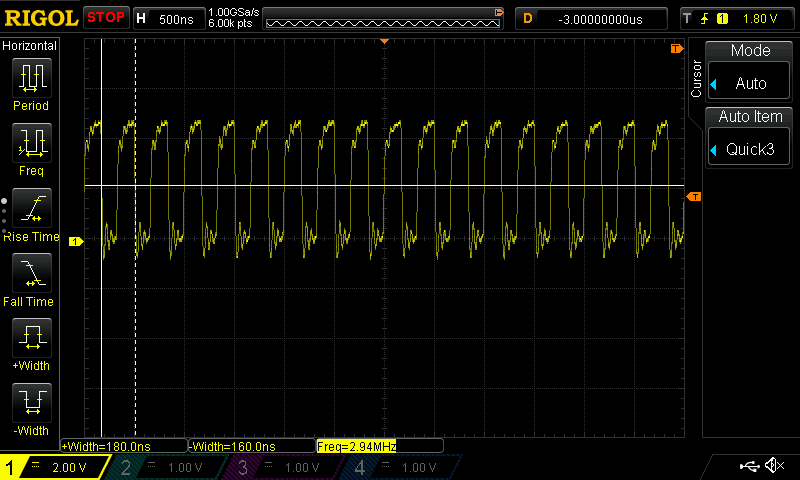 RIGOL STOP H 500ns 1.00GSa/s 6.00k pts D -3.00000000us T 1 1.80 V
Horizontal
Period
Freq
Rise Time
Fall Time
+Width
-Width
T
T
1
Cursor
Mode
Auto
Auto Item
Quick3
+Width=180.0ns -Width=160.0ns Freq=2.94MHz
1 2.00 V 2 1.00 V 3 1.00 V 4 1.00 V